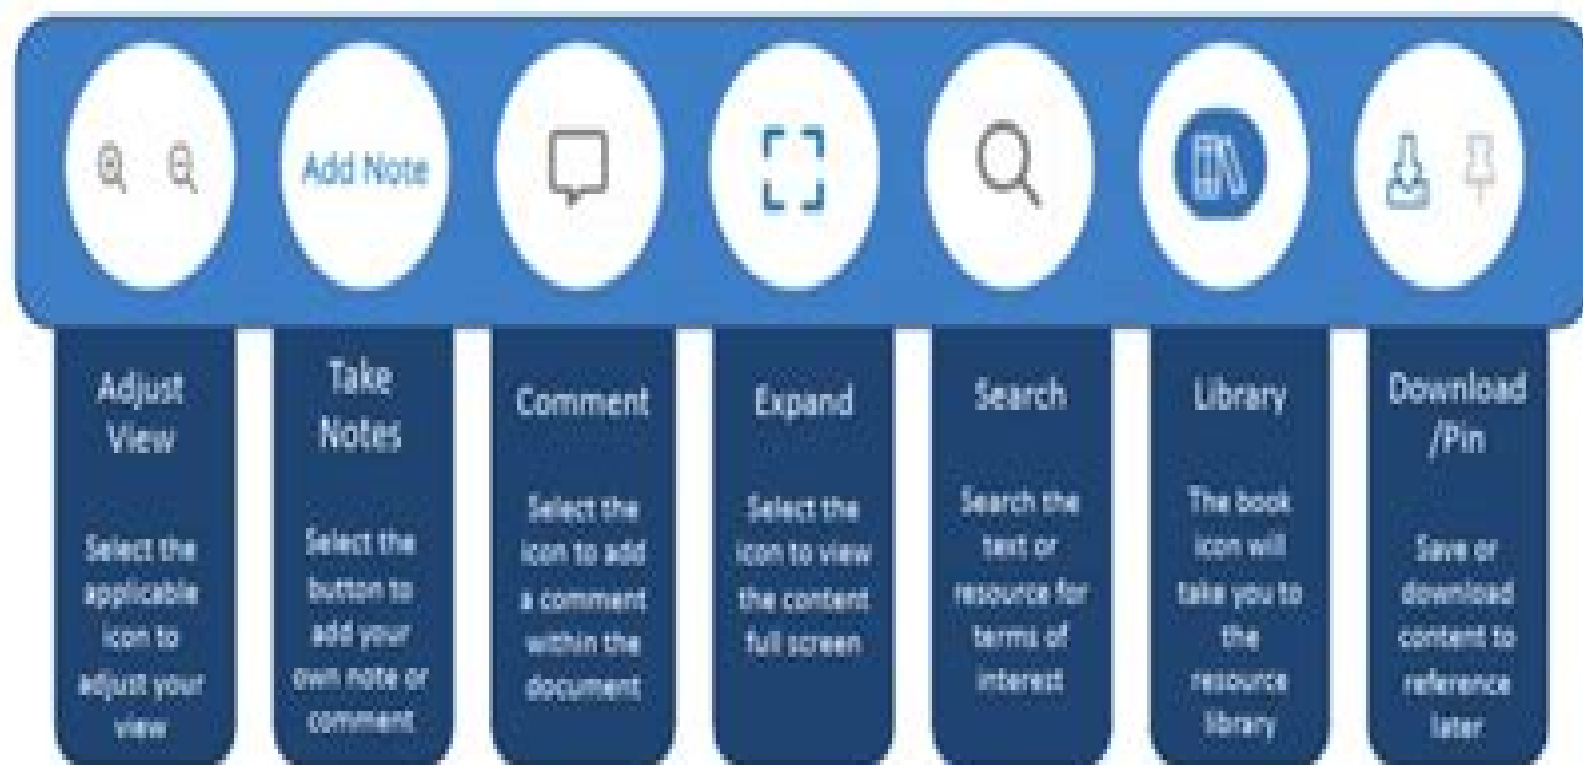 Add Note
Adjust
View
Select the
applicable
icon to
adjust your
view
Take
Notes
Select the
button to
add your
own note or
comment
Comment
Select the
icon to add
a comment
within the
document
Expand
Select the
icon to view
the content
full screen
Search
Search the
text or
resource for
terms of
interest
Library
The book
icon will
take you to
the
resource
library
Download
/Pin
Save or
download
content to
reference
later